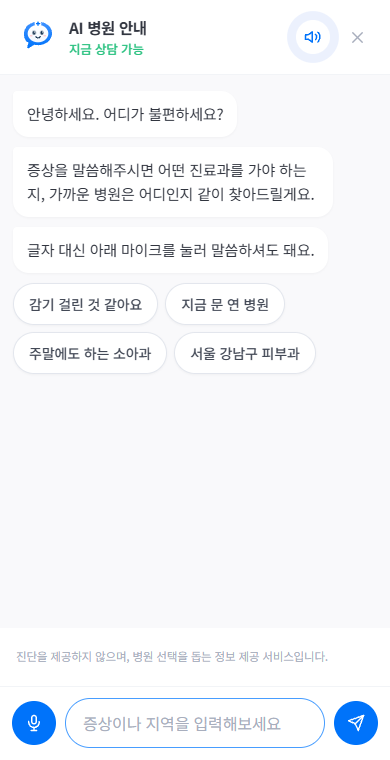 AI 병원 안내
지금 상담 가능
안녕하세요. 어디가 불편하세요?
증상을 말씀해주시면 어떤 진료과를 가야 하는
지, 가까운 병원은 어디인지 같이 찾아드릴게요.
글자 대신 아래 마이크를 눌러 말씀하셔도 돼요.
감기 걸린 것 같아요
지금 문 연 병원
주말에도 하는 소아과
서울 강남구 피부과
진단을 제공하지 않으며, 병원 선택을 돕는 정보 제공 서비스입니다.
증상이나 지역을 입력해보세요